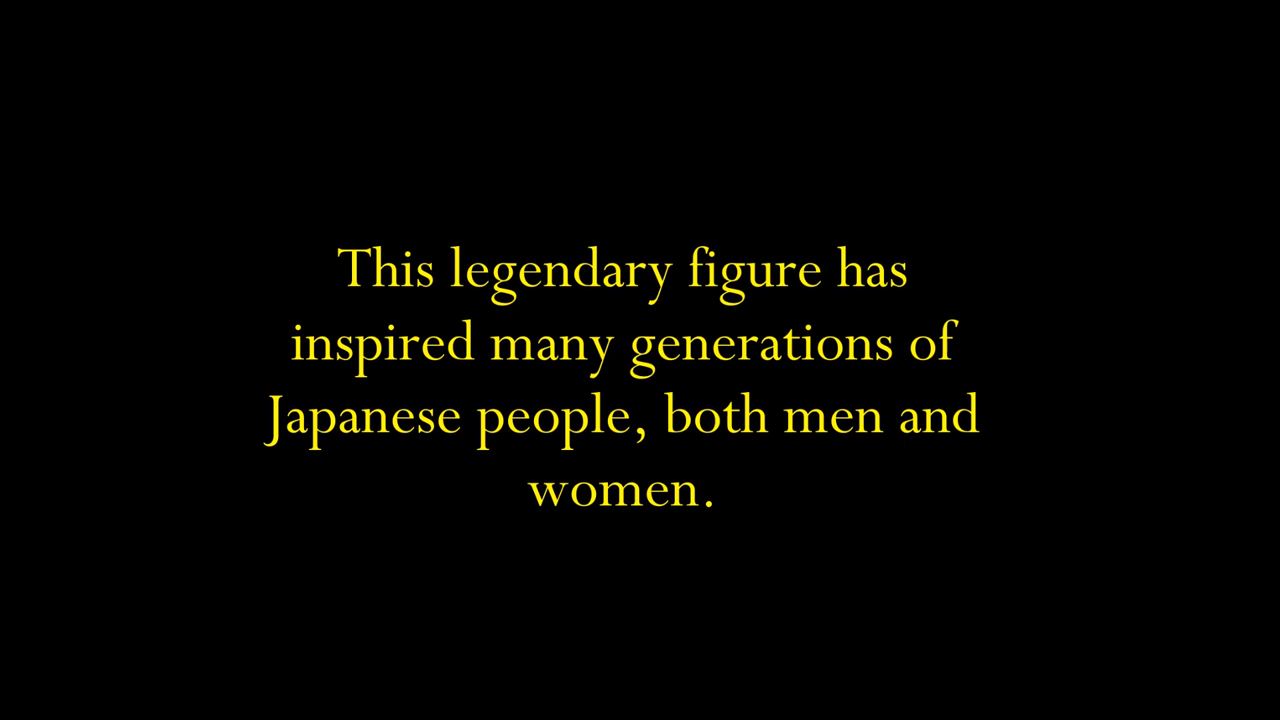 This legendary figure has
inspired many generations of
Japanese people, both men and
women.